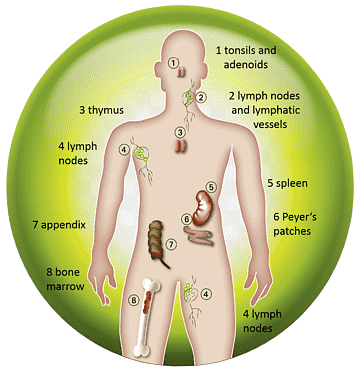 1 tonsils and
adenoids
1
2
2 lymph nodes
and lymphatic
vessels
3 thymus
3
4 lymph
nodes
4
5
5 spleen
6
6 Peyer's
patches
7 appendix
7
8 bone
marrow
8
4
4 lymph
nodes